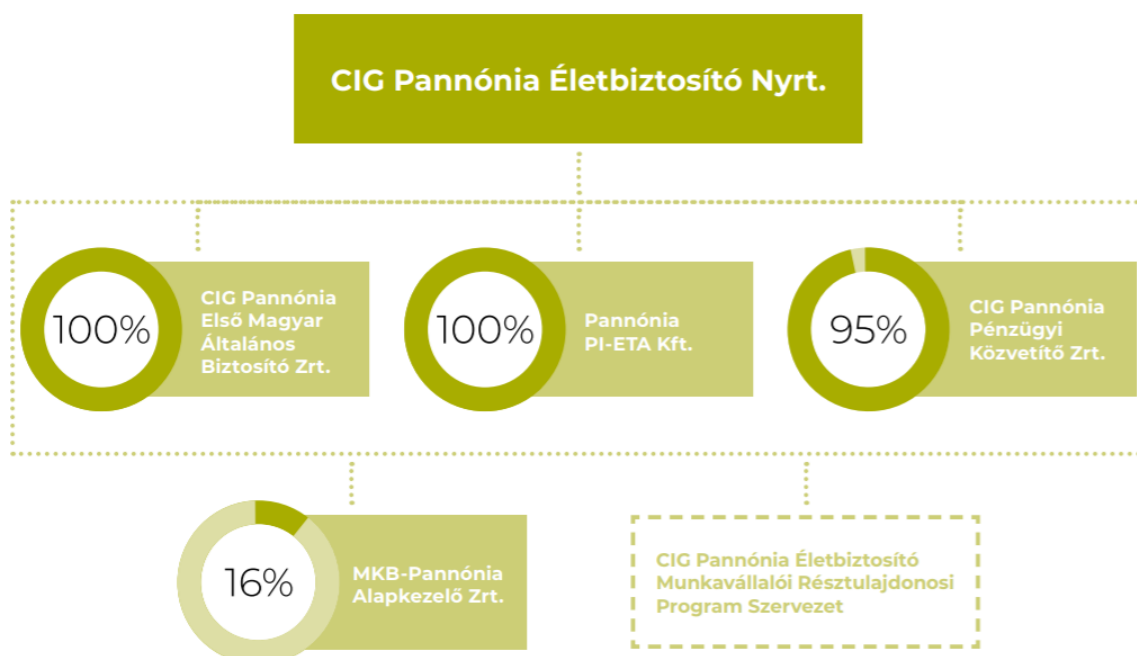 CIG Pannónia Életbiztosító Nyrt.
100%
CIG Pannónia
Első Magyar
Általános
Biztosító Zrt.
100%
Pannónia
PI-ETA Kft.
95%
CIG Pannónia
Pénzügyi
Közvetítő Zrt.
16%
MKB-Pannónia
Alapkezelő Zrt.
CIG Pannónia Életbiztosító
Munkavállalói Résztulajdonosi
Program Szervezet